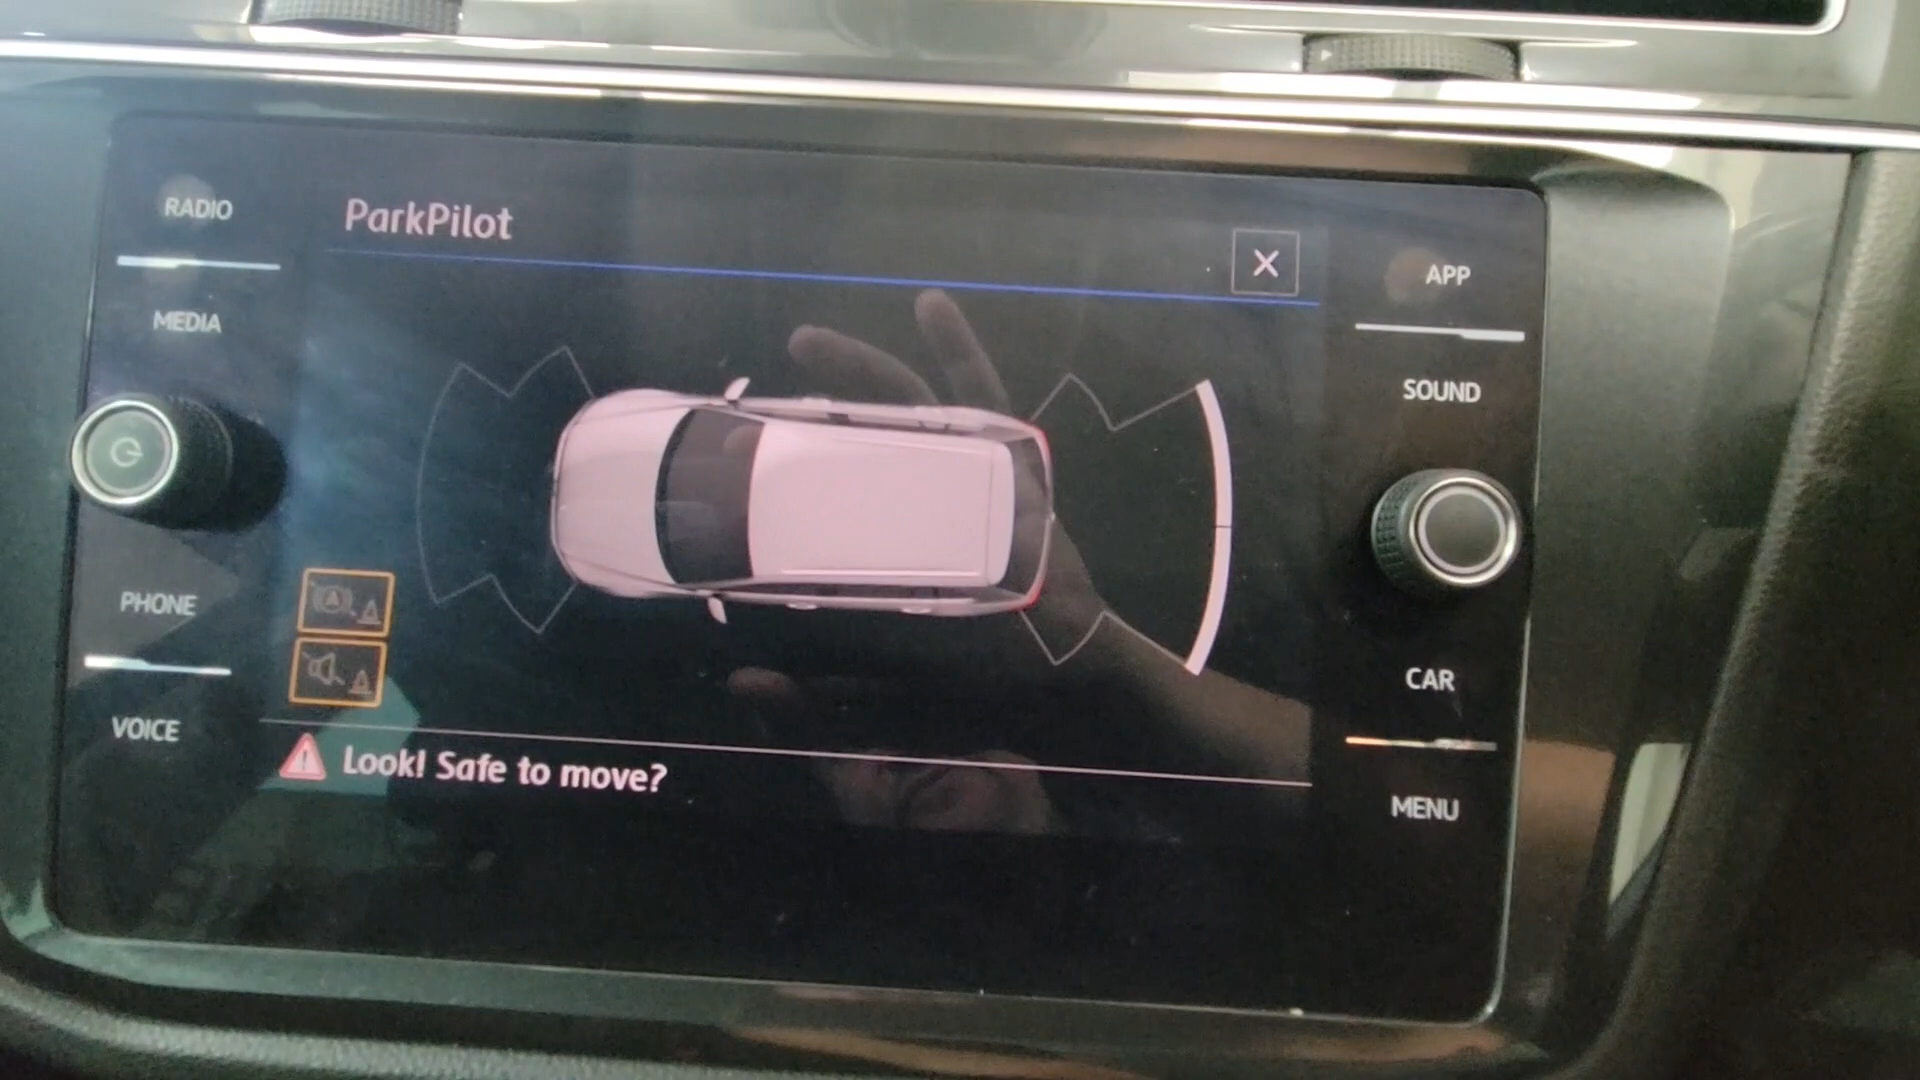 RADIO
MEDIA
PHONE
VOICE
ParkPilot
Look! Safe to move?
APP
SOUND
CAR
MENU